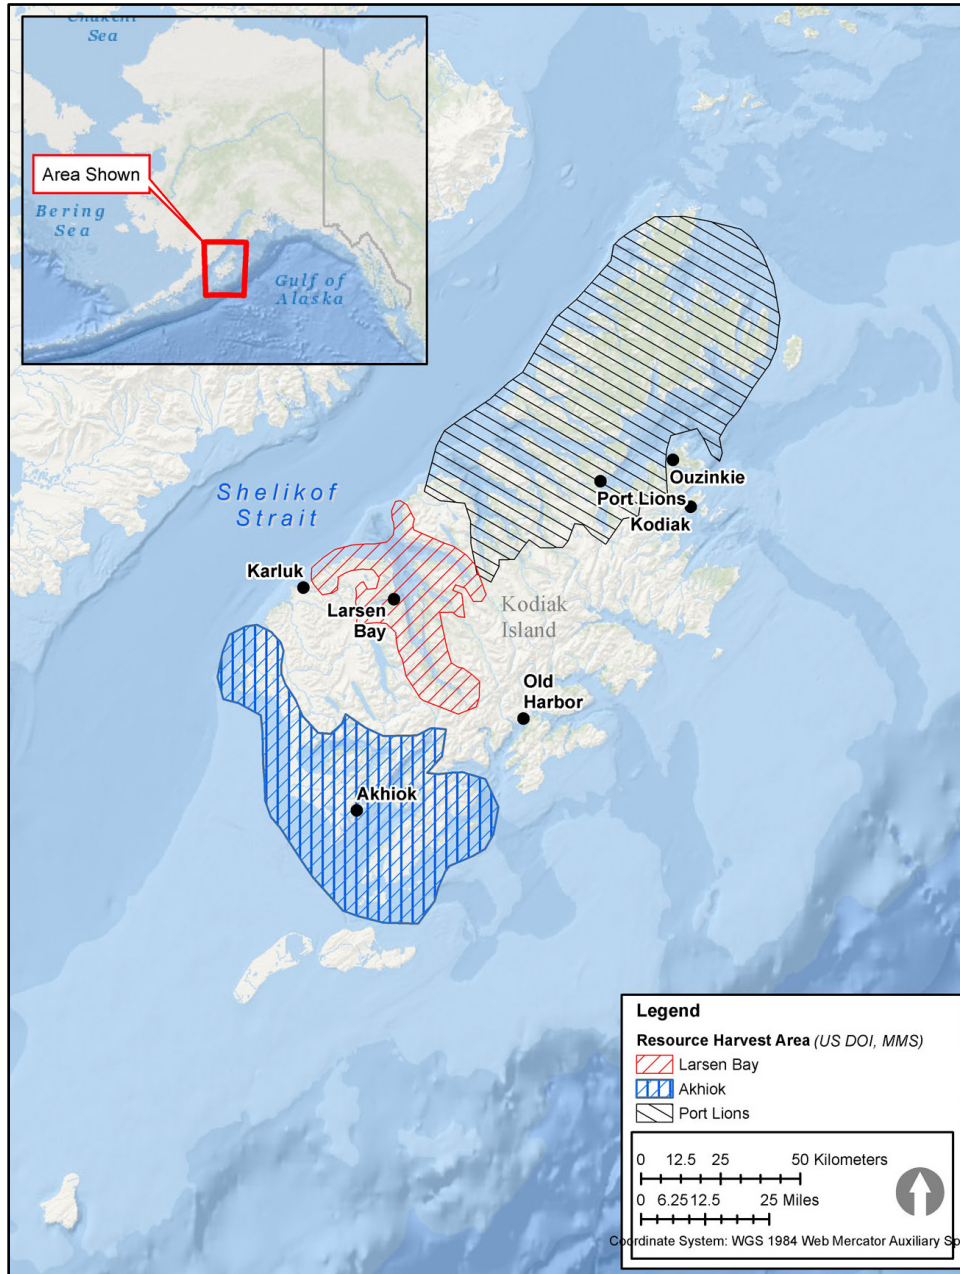 Chukchi
Sea
Area Shown
Bering
Sea
Gulf of
Alaska
Shelikof
Strait
Ouzinkie
Port Lions
Kodiak
Karluk
Larsen
Bay
Kodiak
Island
Old
Harbor
Akhiok
Legend
Resource Harvest Area (US DOI, MMS)
Larsen Bay
Akhiok
Port Lions
0 12.5 25 50 Kilometers
0 6.25 12.5 25 Miles
Coordinate System: WGS 1984 Web Mercator Auxiliary Sp